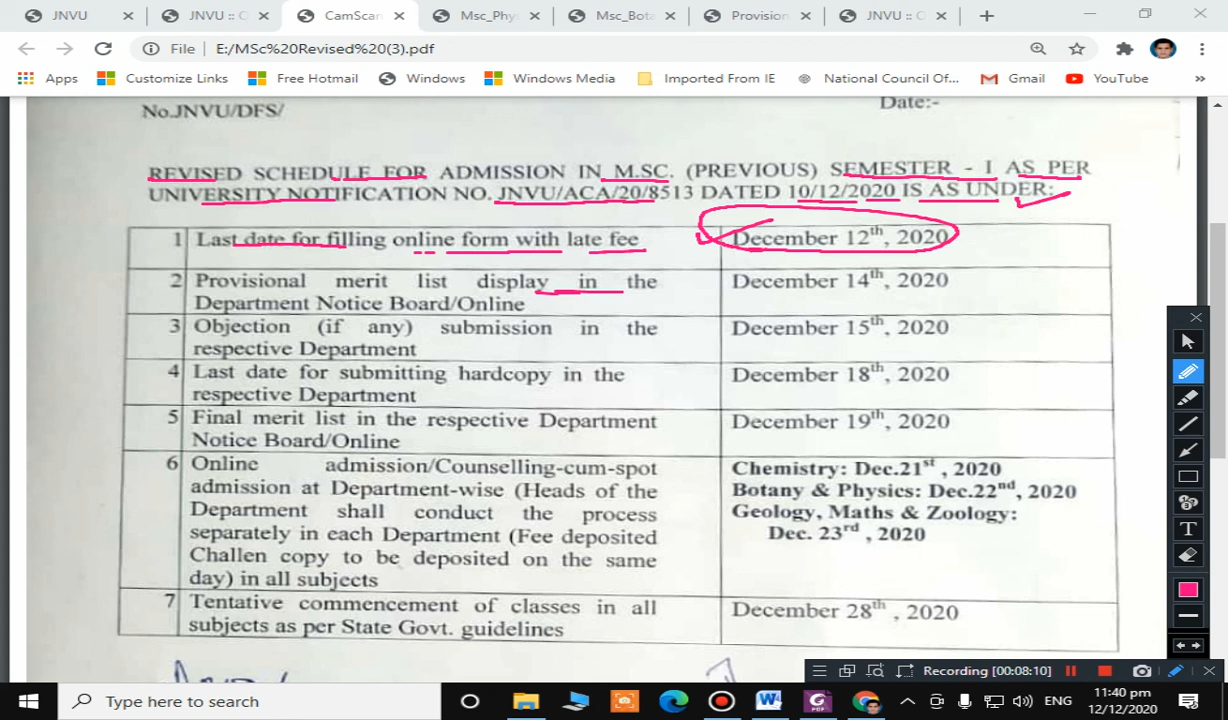 JNVU
JNVU :: C
CamScan
Msc_Phy
Msc_Bota
Provision
JNVU :: C
File E:/MSc%20Revised%20(3).pdf
Apps Customize Links Free Hotmail Windows Windows Media Imported From IE National Council Of... Gmail YouTube
No.JNVU/DFS/ Date:-
REVISED SCHEDULE FOR ADMISSION IN M.SC. (PREVIOUS) SEMESTER - I AS PER
UNIVERSITY NOTIFICATION NO. JNVU/ACA/20/8513 DATED 10/12/2020 IS AS UNDER:
1 Last date for filling online form with late fee December 12th, 2020
2 Provisional merit list display in the December 14th, 2020
Department Notice Board/Online
3 Objection (if any) submission in the December 15th, 2020
respective Department
4 Last date for submitting hardcopy in the December 18th, 2020
respective Department
5 Final merit list in the respective Department December 19th, 2020
Notice Board/Online
6 Online admission/Counselling-cum-spot Chemistry: Dec.21st , 2020
admission at Department-wise (Heads of the Botany & Physics: Dec.22nd, 2020
Department shall conduct the process Geology, Maths & Zoology:
separately in each Department (Fee deposited Dec. 23rd , 2020
Challen copy to be deposited on the same
day) in all subjects
7 Tentative commencement of classes in all December 28th, 2020
subjects as per State Govt. guidelines
T
Recording [00:08:10]
Type here to search
ENG
11:40 pm
12/12/2020